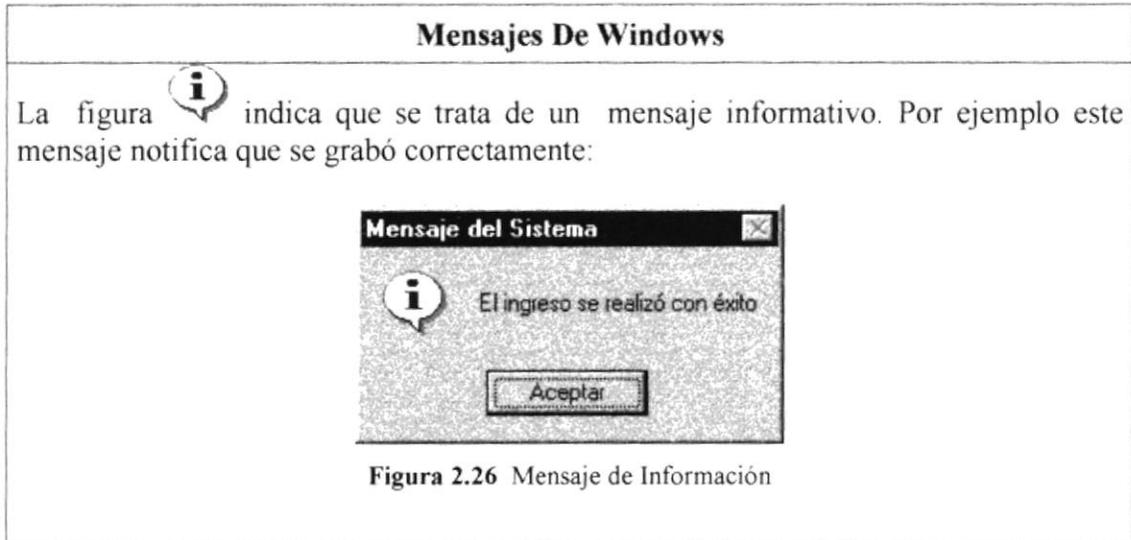 Mensajes De Windows
La figura i indica que se trata de un mensaje informativo. Por ejemplo este
mensaje notifica que se grabó correctamente:
Mensaje del Sistema
i El ingreso se realizó con éxito
Aceptar
Figura 2.26 Mensaje de Información